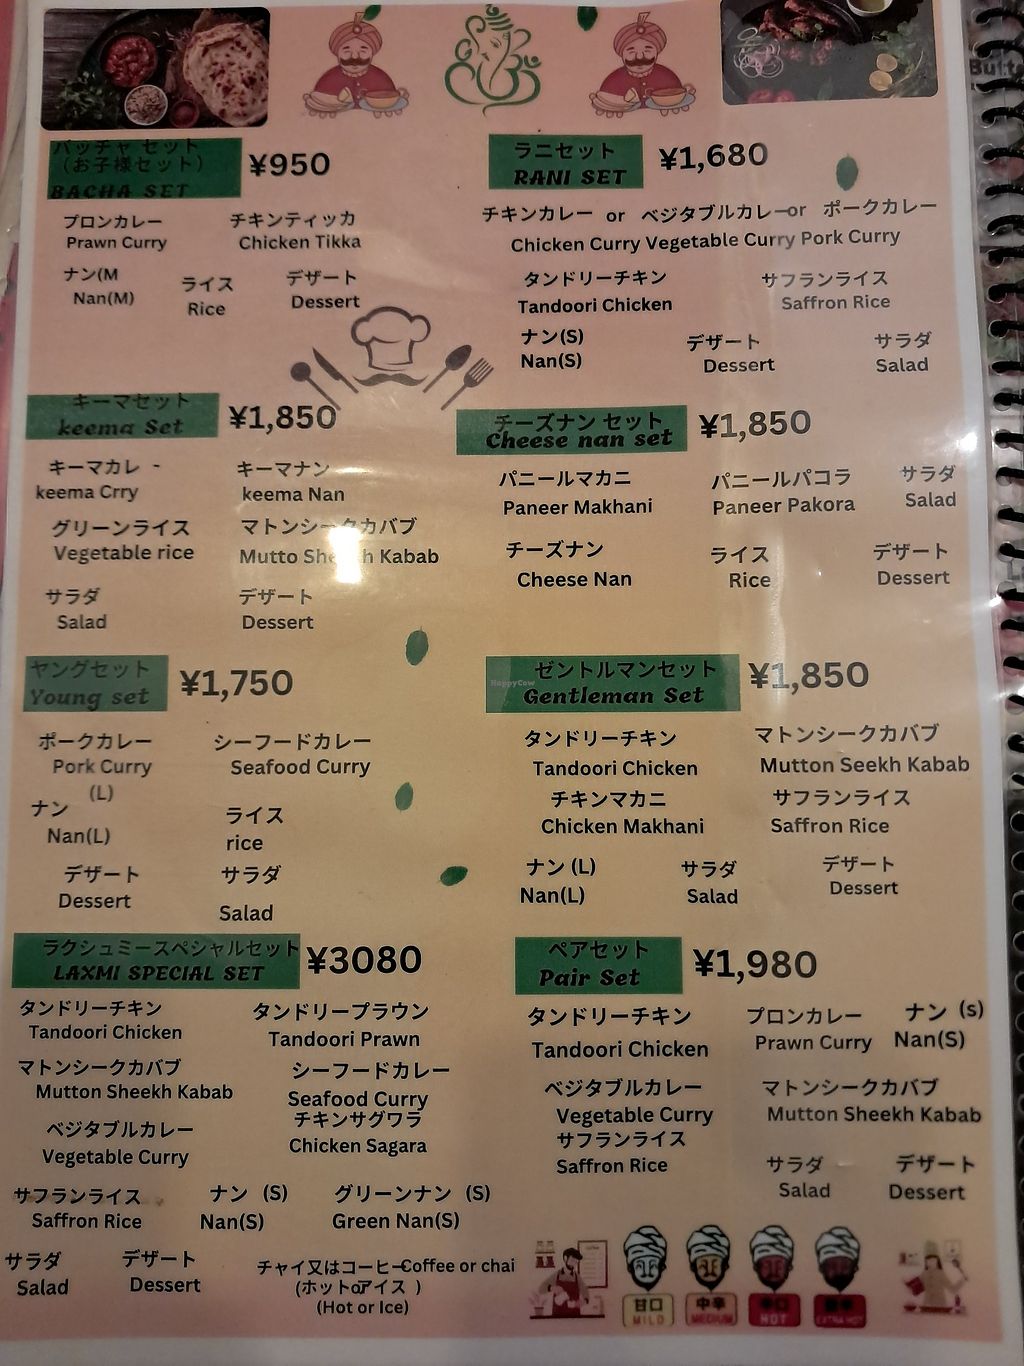 Butt
バッチャ セット
(お子様セット)
BACHA SET
¥950
プロンカレー
Prawn Curry
チキンティッカ
Chicken Tikka
ナン(M
Nan(M)
ライス
Rice
デザート
Dessert
ラニセット
RANI SET
¥1,680
チキンカレー or ベジタブルカレーor ポークカレー
Chicken Curry Vegetable Curry Pork Curry
タンドリーチキン
Tandoori Chicken
サフランライス
Saffron Rice
ナン(S)
Nan(S)
デザート
Dessert
サラダ
Salad
キーマセット
keema Set
¥1,850
キーマカレ -
keema Crry
キーマナン
keema Nan
グリーンライス
Vegetable rice
マトンシークカバブ
Mutto Sheekh Kabab
サラダ
Salad
デザート
Dessert
チーズナン セット
Cheese nan set
¥1,850
パニールマカニ
Paneer Makhani
パニールパコラ
Paneer Pakora
サラダ
Salad
チーズナン
Cheese Nan
ライス
Rice
デザート
Dessert
ヤングセット
Young set
¥1,750
ポークカレー
Pork Curry
(L)
シーフードカレー
Seafood Curry
ナン
Nan(L)
ライス
rice
デザート
Dessert
サラダ
Salad
HappyCow
ゼントルマンセット
Gentleman Set
¥1,850
タンドリーチキン
Tandoori Chicken
マトンシークカバブ
Mutton Seekh Kabab
チキンマカニ
Chicken Makhani
サフランライス
Saffron Rice
ナン (L)
Nan(L)
サラダ
Salad
デザート
Dessert
ラクシュミースペシャルセット
LAXMI SPECIAL SET
¥3080
タンドリーチキン
Tandoori Chicken
タンドリープラウン
Tandoori Prawn
マトンシークカバブ
Mutton Sheekh Kabab
シーフードカレー
Seafood Curry
ベジタブルカレー
Vegetable Curry
チキンサグワラ
Chicken Sagara
サフランライス
Saffron Rice
ナン (S)
Nan(S)
グリーンナン (S)
Green Nan(S)
サラダ
Salad
デザート
Dessert
チャイ又はコーヒーCoffee or chai
(ホットorアイス )
(Hot or Ice)
ペアセット
Pair Set
¥1,980
タンドリーチキン
Tandoori Chicken
プロンカレー
Prawn Curry
ナン (s)
Nan(S)
ベジタブルカレー
Vegetable Curry
マトンシークカバブ
Mutton Sheekh Kabab
サフランライス
Saffron Rice
サラダ
Salad
デザート
Dessert
甘口
MILD
中辛
MEDIUM
辛口
HOT
EXTRA HOT